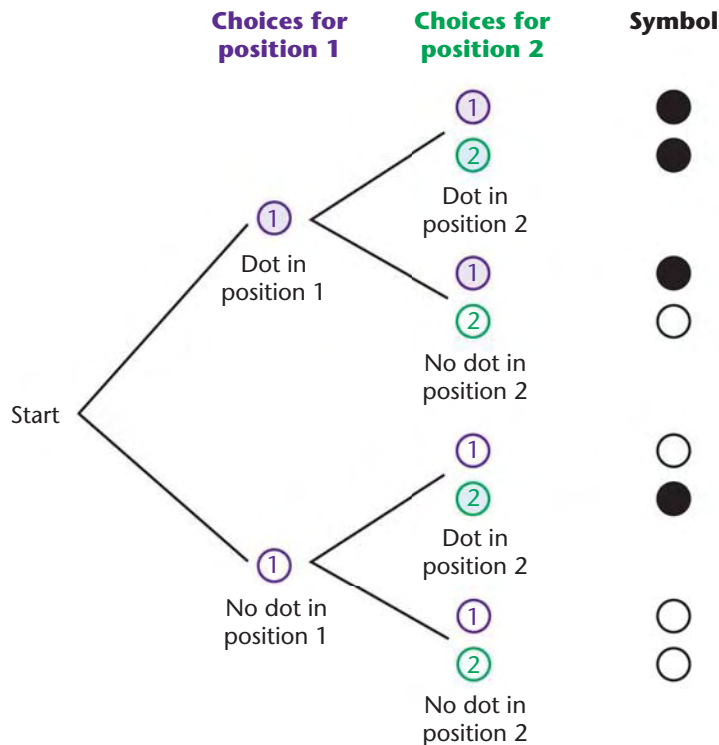 Choices for
position 1
Choices for
position 2
Symbol
1
2
Dot in
position 2
1
Dot in
position 1
1
2
No dot in
position 2
Start
1
2
Dot in
position 2
1
No dot in
position 1
1
2
No dot in
position 2